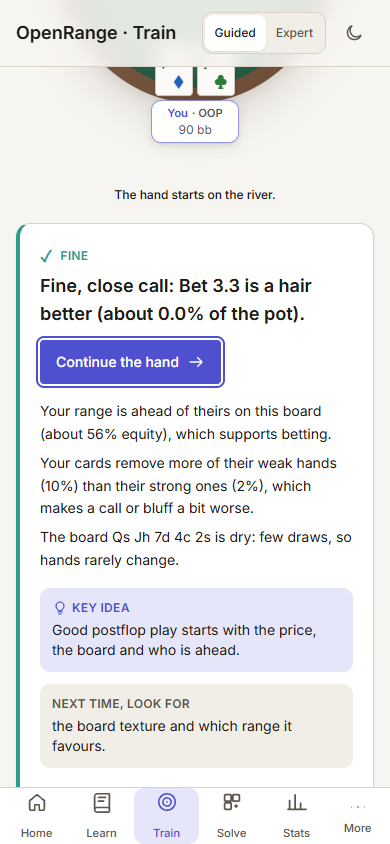 OpenRange · Train
Guided
Expert
You · OOP
90 bb
The hand starts on the river.
FINE
Fine, close call: Bet 3.3 is a hair
better (about 0.0% of the pot).
Continue the hand →
Your range is ahead of theirs on this board
(about 56% equity), which supports betting.
Your cards remove more of their weak hands
(10%) than their strong ones (2%), which
makes a call or bluff a bit worse.
The board Qs Jh 7d 4c 2s is dry: few draws, so
hands rarely change.
KEY IDEA
Good postflop play starts with the price,
the board and who is ahead.
NEXT TIME, LOOK FOR
the board texture and which range it
favours.
Home
Learn
Train
Solve
Stats
More